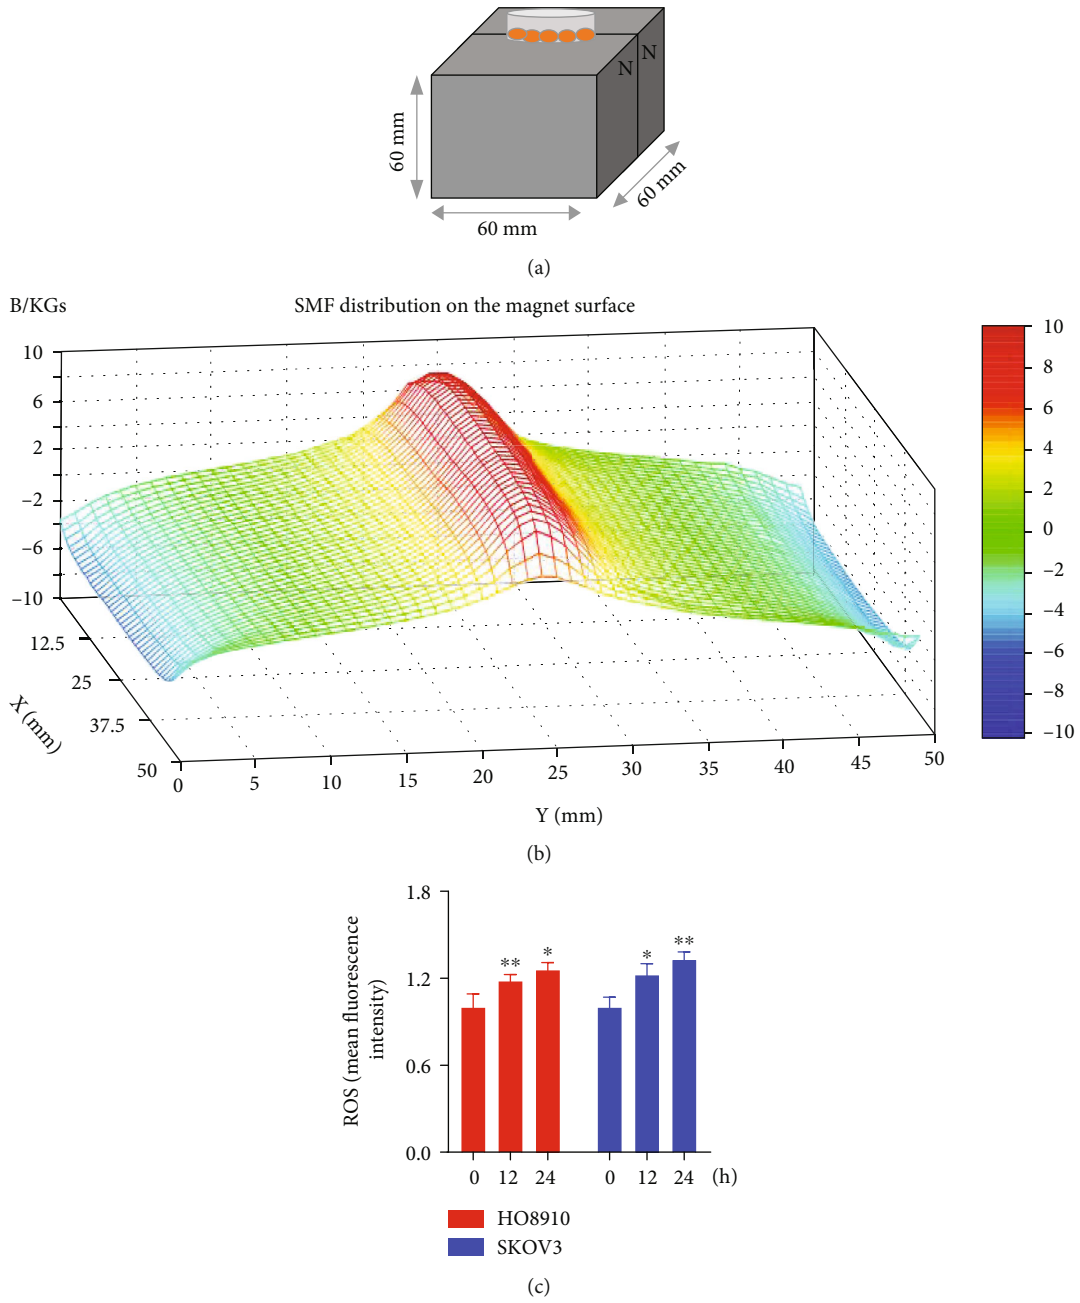 N
N
60 mm
60 mm
60 mm
(a)
B/KGs
SMF distribution on the magnet surface
10
6
2
−2
−6
−10
12.5
25
37.5
50
X (mm)
0
5
10
15
20
25
30
35
40
45
50
Y (mm)
10
8
6
4
2
0
−2
−4
−6
−8
−10
(b)
ROS (mean fluorescence
intensity)
1.8
1.2
0.6
0.0
** * * **
0 12 24 0 12 24 (h)
HO8910
SKOV3
(c)